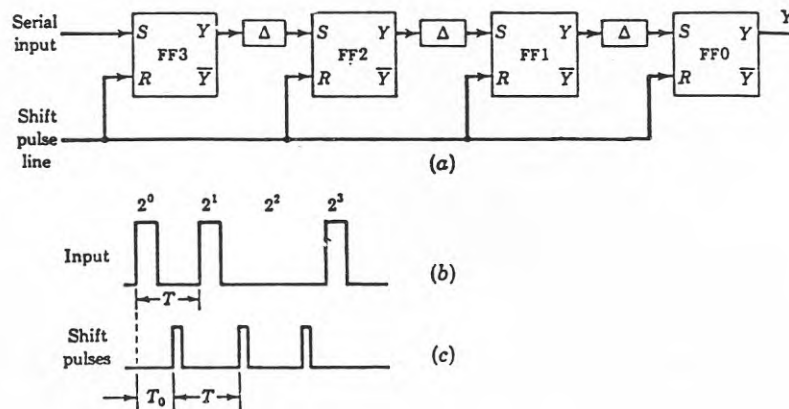 Serial input
S Y Δ S Y Δ S Y Δ S Y Y
FF3 FF2 FF1 FF0
R Y̅ R Y̅ R Y̅ R Y̅
Shift pulse line
(a)
2⁰ 2¹ 2² 2³
Input
(b)
T
Shift pulses
(c)
T₀ T